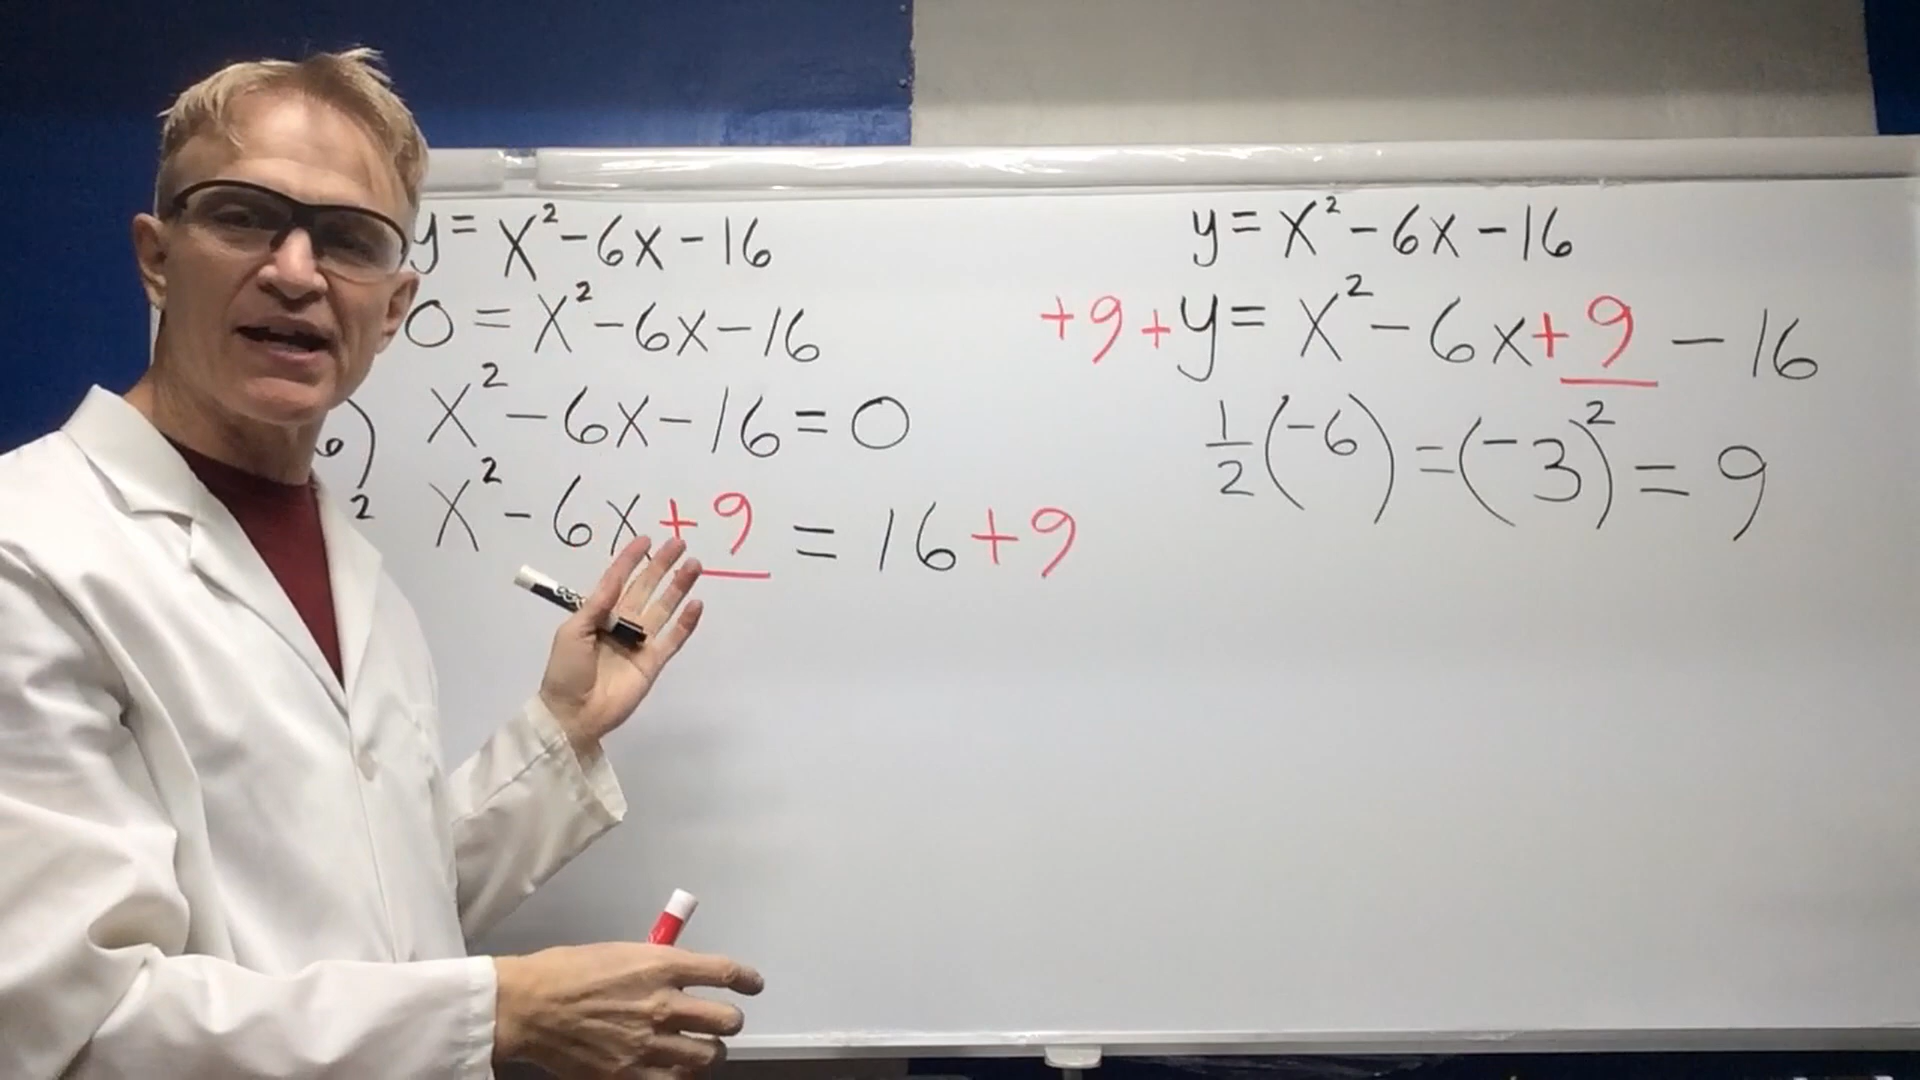 y = x² - 6x - 16
0 = x² - 6x - 16
x² - 6x - 16 = 0
x² - 6x + 9 = 16 + 9
y = x² - 6x - 16
+9 + y = x² - 6x + 9 - 16
1/2 (-6) = (-3)² = 9